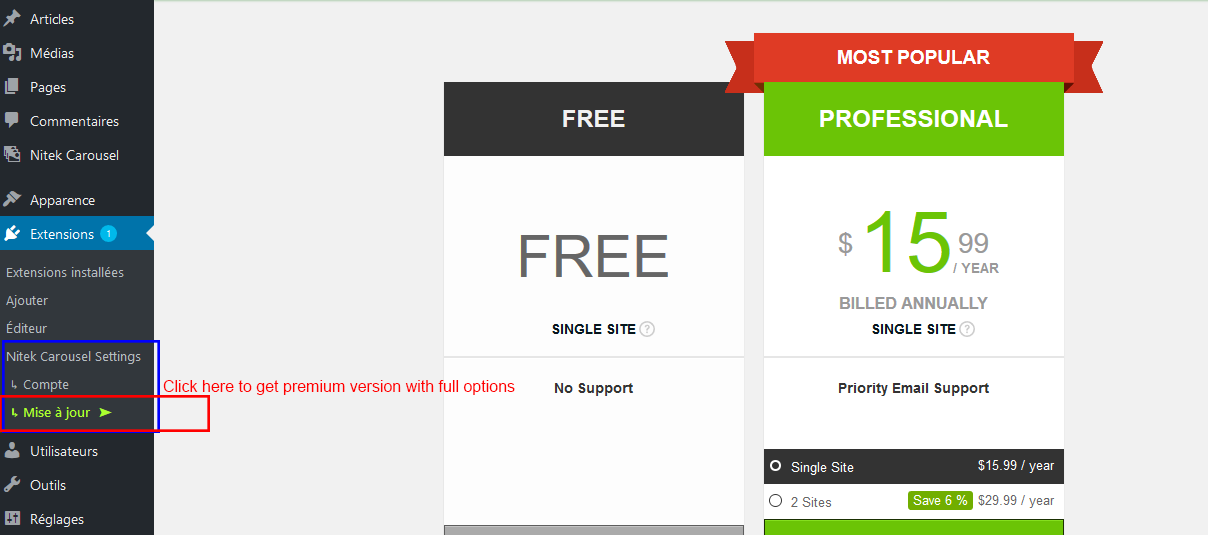 Articles
Médias
Pages
Commentaires
Nitek Carousel
Apparence
Extensions 1
Extensions installées
Ajouter
Éditeur
Nitek Carousel Settings
↳ Compte
↳ Mise à jour ➤
Utilisateurs
Outils
Réglages
Click here to get premium version with full options
FREE
FREE
SINGLE SITE ?
No Support
MOST POPULAR
PROFESSIONAL
$ 15 99 / YEAR
BILLED ANNUALLY
SINGLE SITE ?
Priority Email Support
Single Site $15.99 / year
2 Sites Save 6 % $29.99 / year